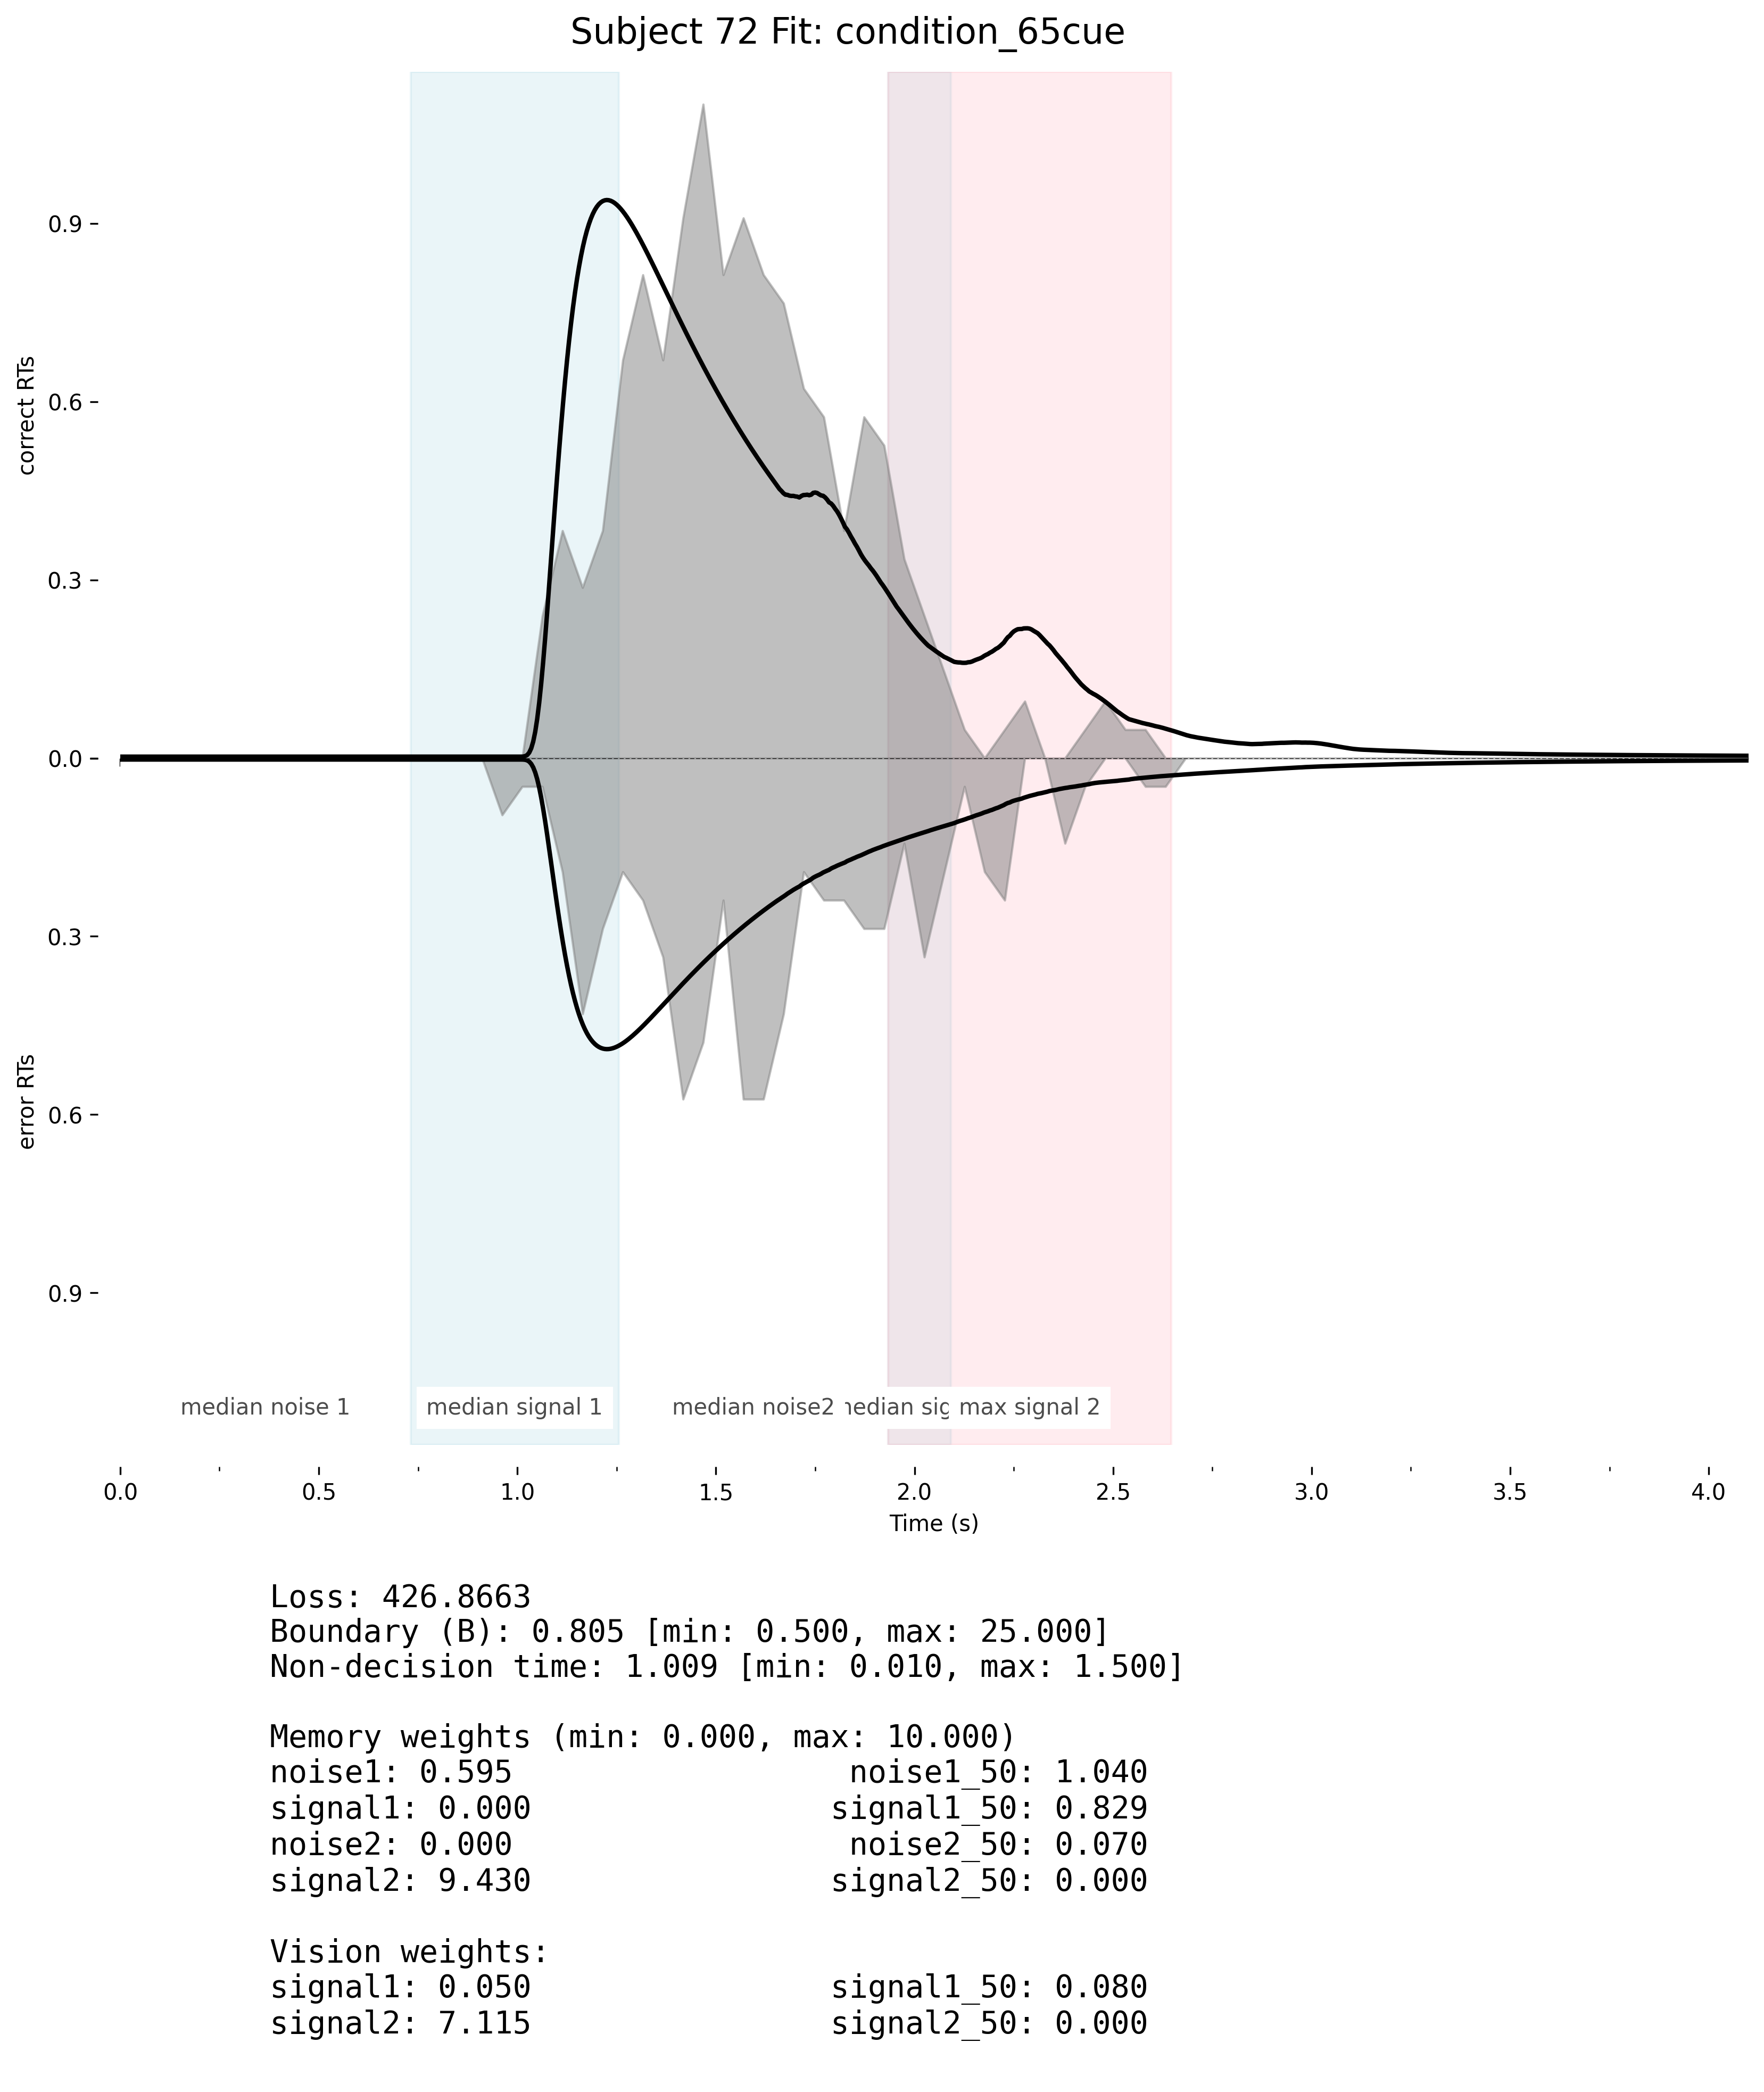 Subject 72 Fit: condition_65cue
0.9
0.6
0.3
0.0
0.3
0.6
0.9
correct RTs
error RTs
median noise 1
median signal 1
median noise2
median sig
max signal 2
0.0 0.5 1.0 1.5 2.0 2.5 3.0 3.5 4.0
Time (s)
Loss: 426.8663
Boundary (B): 0.805 [min: 0.500, max: 25.000]
Non-decision time: 1.009 [min: 0.010, max: 1.500]
Memory weights (min: 0.000, max: 10.000)
noise1: 0.595 noise1_50: 1.040
signal1: 0.000 signal1_50: 0.829
noise2: 0.000 noise2_50: 0.070
signal2: 9.430 signal2_50: 0.000
Vision weights:
signal1: 0.050 signal1_50: 0.080
signal2: 7.115 signal2_50: 0.000